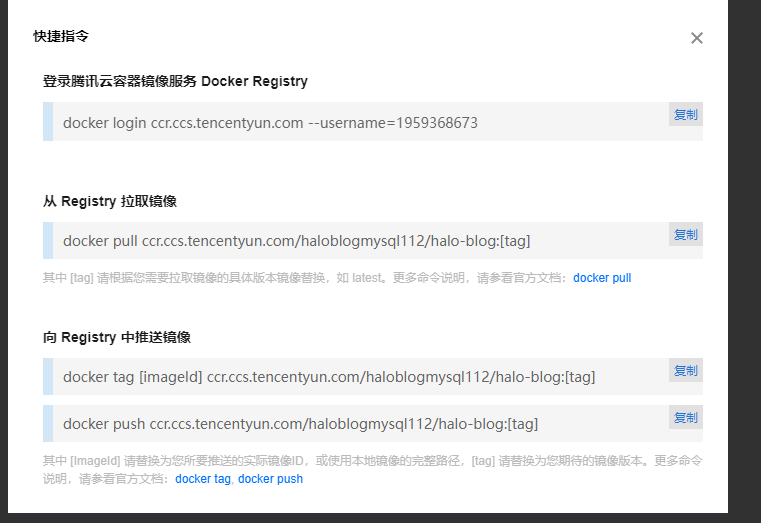 快捷指令
登录腾讯云容器镜像服务 Docker Registry
docker login ccr.ccs.tencentyun.com --username=1959368673
复制
从 Registry 拉取镜像
docker pull ccr.ccs.tencentyun.com/haloblogmysql112/halo-blog:[tag]
复制
其中 [tag] 请根据您需要拉取镜像的具体版本镜像替换，如 latest。更多命令说明，请参看官方文档：docker pull
向 Registry 中推送镜像
docker tag [imageId] ccr.ccs.tencentyun.com/haloblogmysql112/halo-blog:[tag]
复制
docker push ccr.ccs.tencentyun.com/haloblogmysql112/halo-blog:[tag]
复制
其中 [ImageId] 请替换为您所要推送的实际镜像ID，或使用本地镜像的完整路径，[tag] 请替换为您期待的镜像版本。更多命令
说明，请参看官方文档：docker tag, docker push